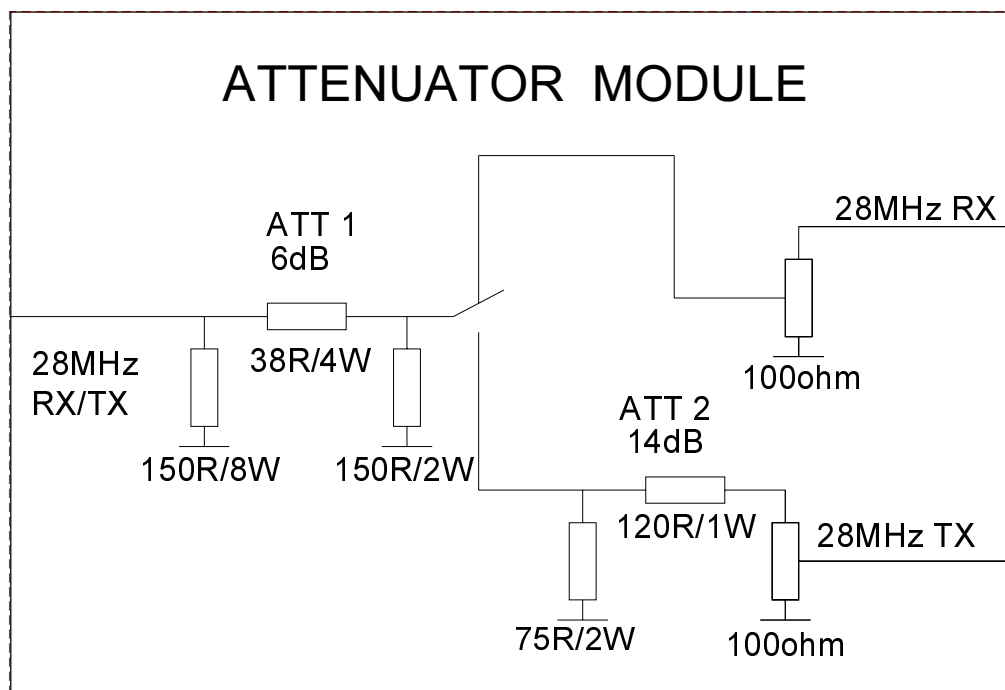 ATTENUATOR MODULE
28MHz RX
ATT 1
6dB
28MHz
RX/TX
38R/4W
100ohm
150R/8W
150R/2W
ATT 2
14dB
120R/1W
28MHz TX
75R/2W
100ohm